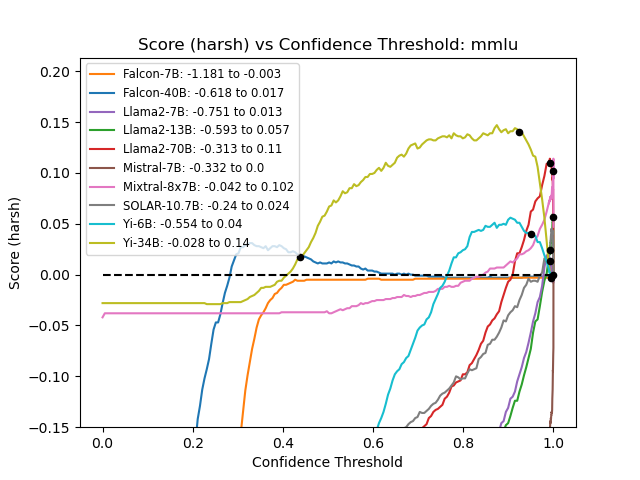 Score (harsh) vs Confidence Threshold: mmlu
Score (harsh)
0.20
0.15
0.10
0.05
0.00
−0.05
−0.10
−0.15
Falcon-7B: -1.181 to -0.003
Falcon-40B: -0.618 to 0.017
Llama2-7B: -0.751 to 0.013
Llama2-13B: -0.593 to 0.057
Llama2-70B: -0.313 to 0.11
Mistral-7B: -0.332 to 0.0
Mixtral-8x7B: -0.042 to 0.102
SOLAR-10.7B: -0.24 to 0.024
Yi-6B: -0.554 to 0.04
Yi-34B: -0.028 to 0.14
0.0 0.2 0.4 0.6 0.8 1.0
Confidence Threshold